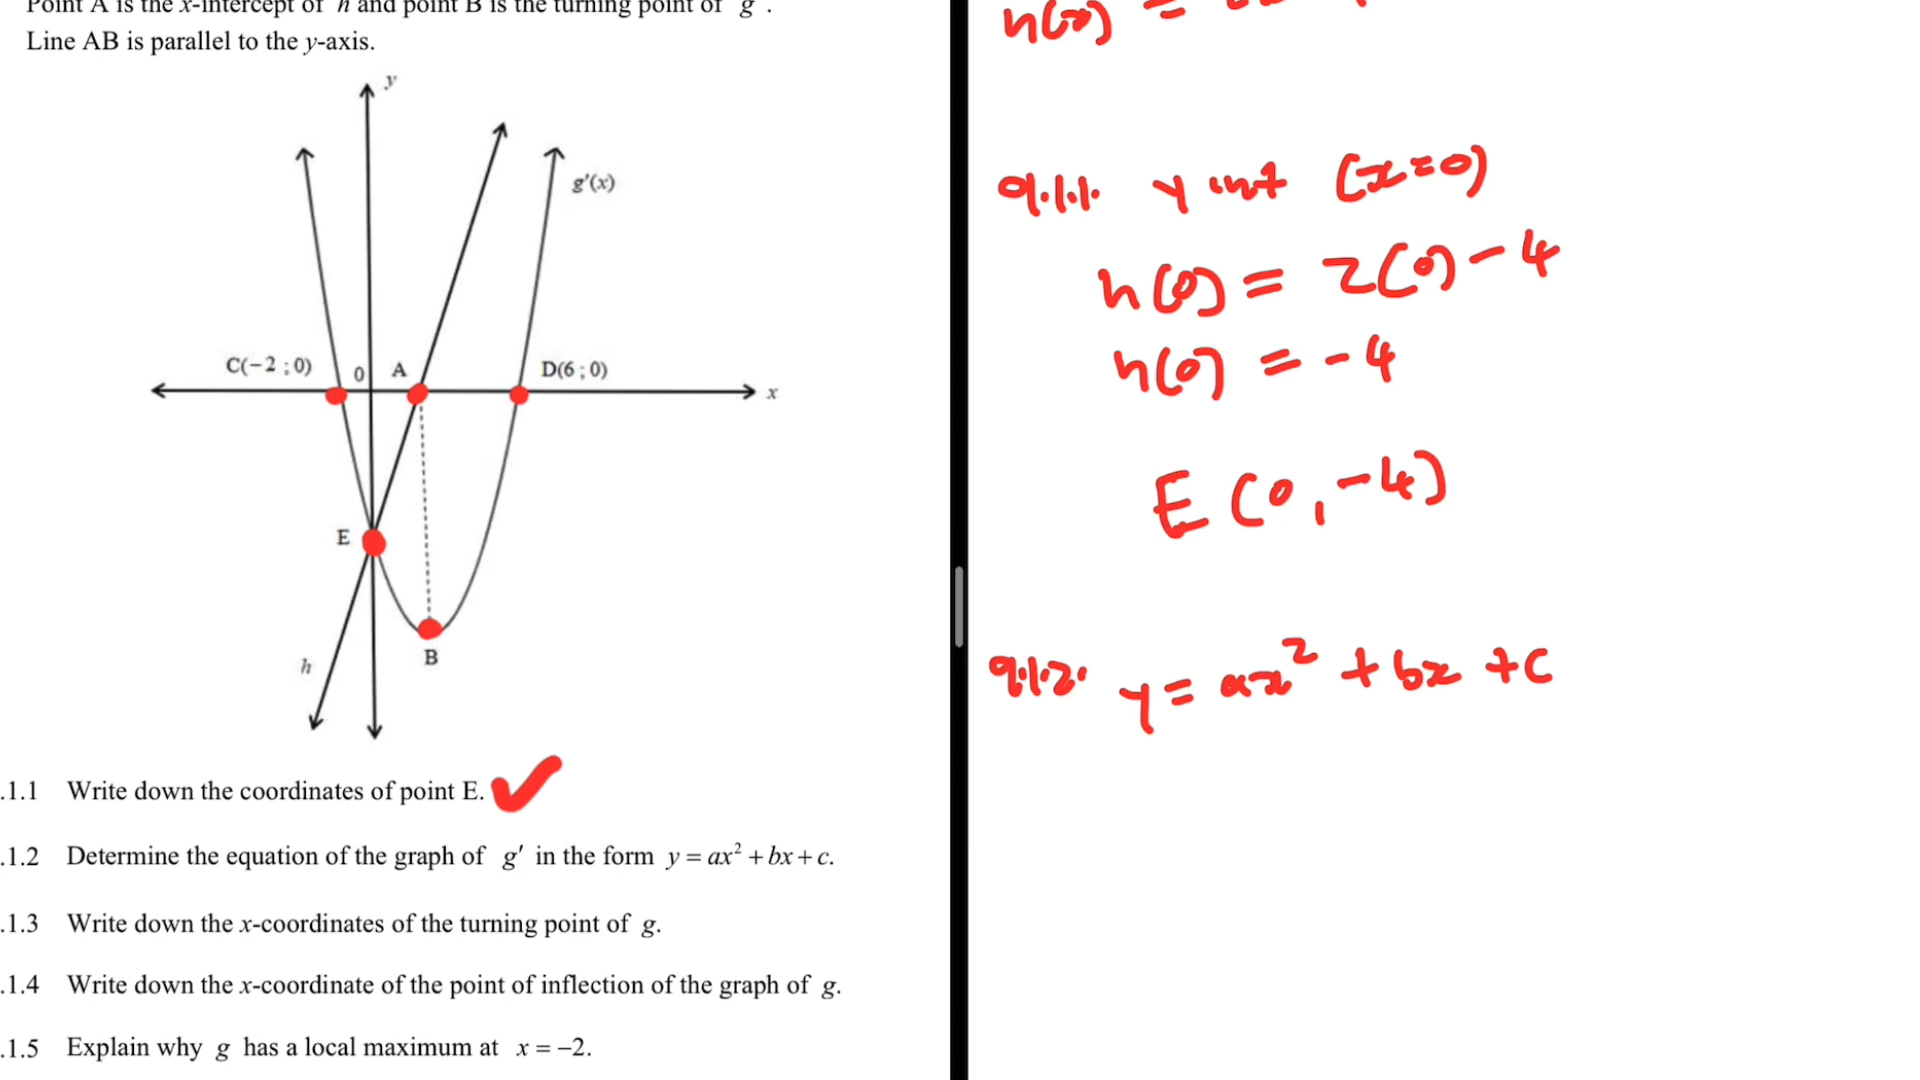 Point A is the x-intercept of h and point B is the turning point of g .
Line AB is parallel to the y-axis.
y
g′(x)
C(−2 ; 0)
0
A
D(6 ; 0)
x
E
B
h
.1.1 Write down the coordinates of point E.
.1.2 Determine the equation of the graph of g′ in the form y = ax² + bx + c.
.1.3 Write down the x-coordinates of the turning point of g.
.1.4 Write down the x-coordinate of the point of inflection of the graph of g.
.1.5 Explain why g has a local maximum at x = −2.
h(x) =
9.1.1. y int (x=0)
h(0) = 2(0) − 4
h(0) = −4
E (0, −4)
9.1.2. y = ax² + bx + c